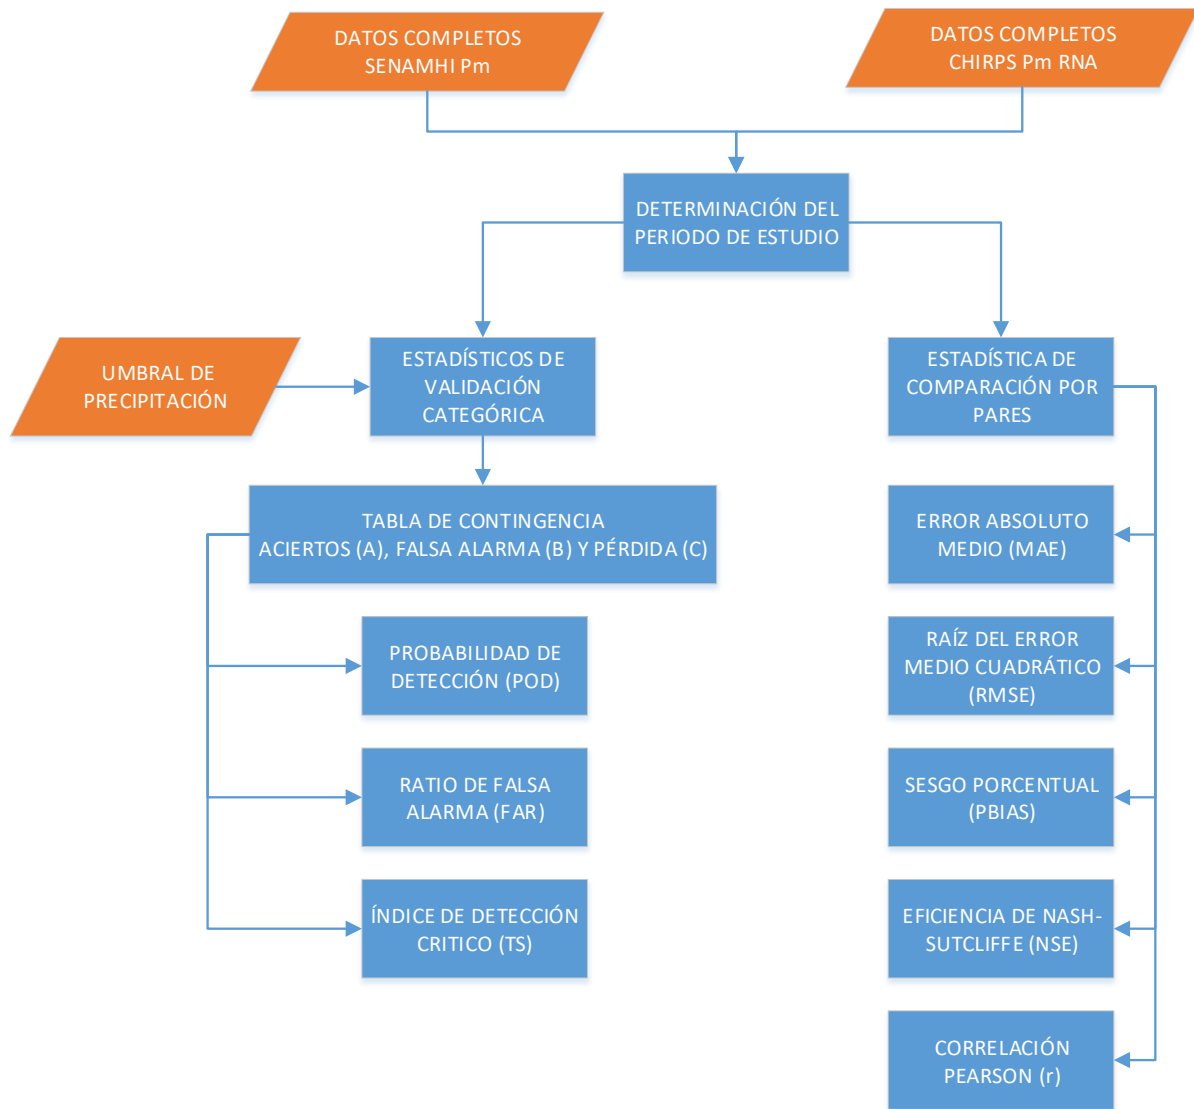 DATOS COMPLETOS
SENAMHI Pm
DATOS COMPLETOS
CHIRPS Pm RNA
DETERMINACIÓN DEL
PERIODO DE ESTUDIO
UMBRAL DE
PRECIPITACIÓN
ESTADÍSTICOS DE
VALIDACIÓN
CATEGÓRICA
ESTADÍSTICA DE
COMPARACIÓN POR
PARES
TABLA DE CONTINGENCIA
ACIERTOS (A), FALSA ALARMA (B) Y PÉRDIDA (C)
ERROR ABSOLUTO
MEDIO (MAE)
PROBABILIDAD DE
DETECCIÓN (POD)
RAÍZ DEL ERROR
MEDIO CUADRÁTICO
(RMSE)
RATIO DE FALSA
ALARMA (FAR)
SESGO PORCENTUAL
(PBIAS)
ÍNDICE DE DETECCIÓN
CRITICO (TS)
EFICIENCIA DE NASH-
SUTCLIFFE (NSE)
CORRELACIÓN
PEARSON (r)